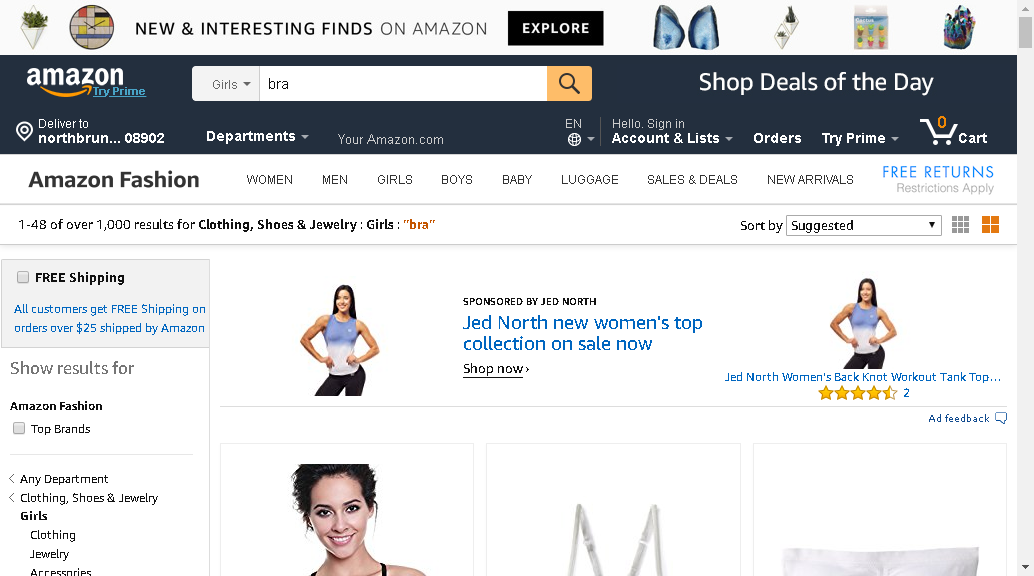 NEW & INTERESTING FINDS ON AMAZON
EXPLORE
Cactus
amazon
Try Prime
Girls
bra
Shop Deals of the Day
Deliver to
northbrun... 08902
Departments
Your Amazon.com
EN
Hello. Sign in
Account & Lists
Orders
Try Prime
0
Cart
Amazon Fashion
WOMEN
MEN
GIRLS
BOYS
BABY
LUGGAGE
SALES & DEALS
NEW ARRIVALS
FREE RETURNS
Restrictions Apply
1-48 of over 1,000 results for Clothing, Shoes & Jewelry : Girls : "bra"
Sort by
Suggested
FREE Shipping
All customers get FREE Shipping on
orders over $25 shipped by Amazon
Show results for
Amazon Fashion
Top Brands
Any Department
Clothing, Shoes & Jewelry
Girls
Clothing
Jewelry
Accessories
SPONSORED BY JED NORTH
Jed North new women's top
collection on sale now
Shop now ›
Jed North Women's Back Knot Workout Tank Top...
2
Ad feedback